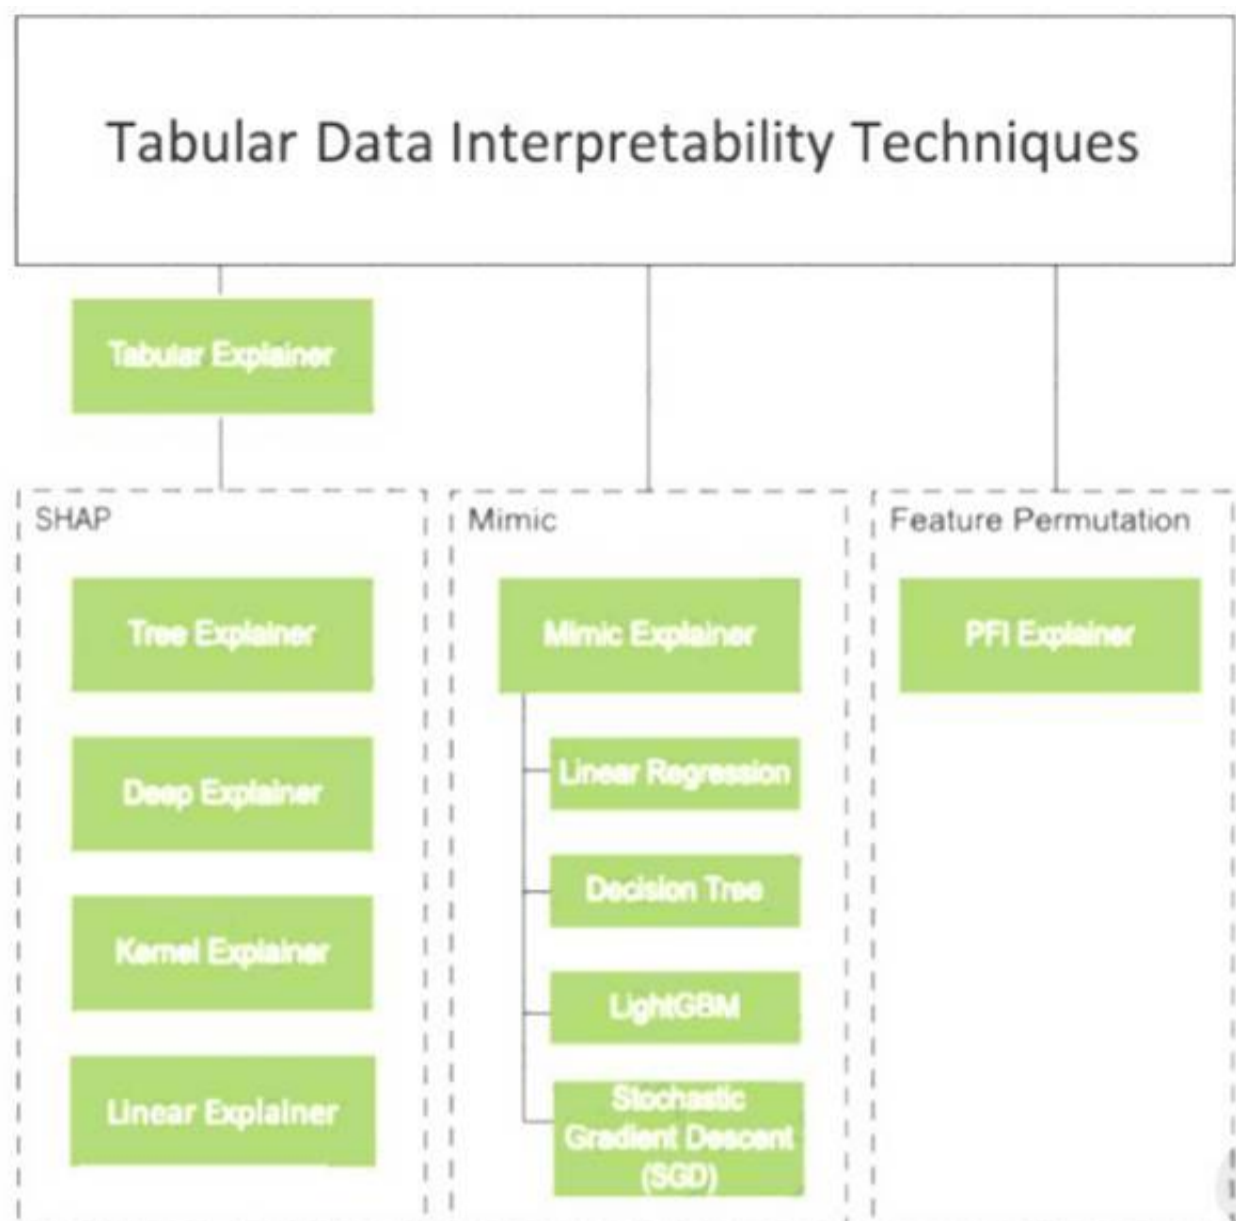 Tabular Data Interpretability Techniques
Tabular Explainer
SHAP
Tree Explainer
Deep Explainer
Kernel Explainer
Linear Explainer
Mimic
Mimic Explainer
Linear Regression
Decision Tree
LightGBM
Stochastic
Gradient Descent
(SGD)
Feature Permutation
PFI Explainer